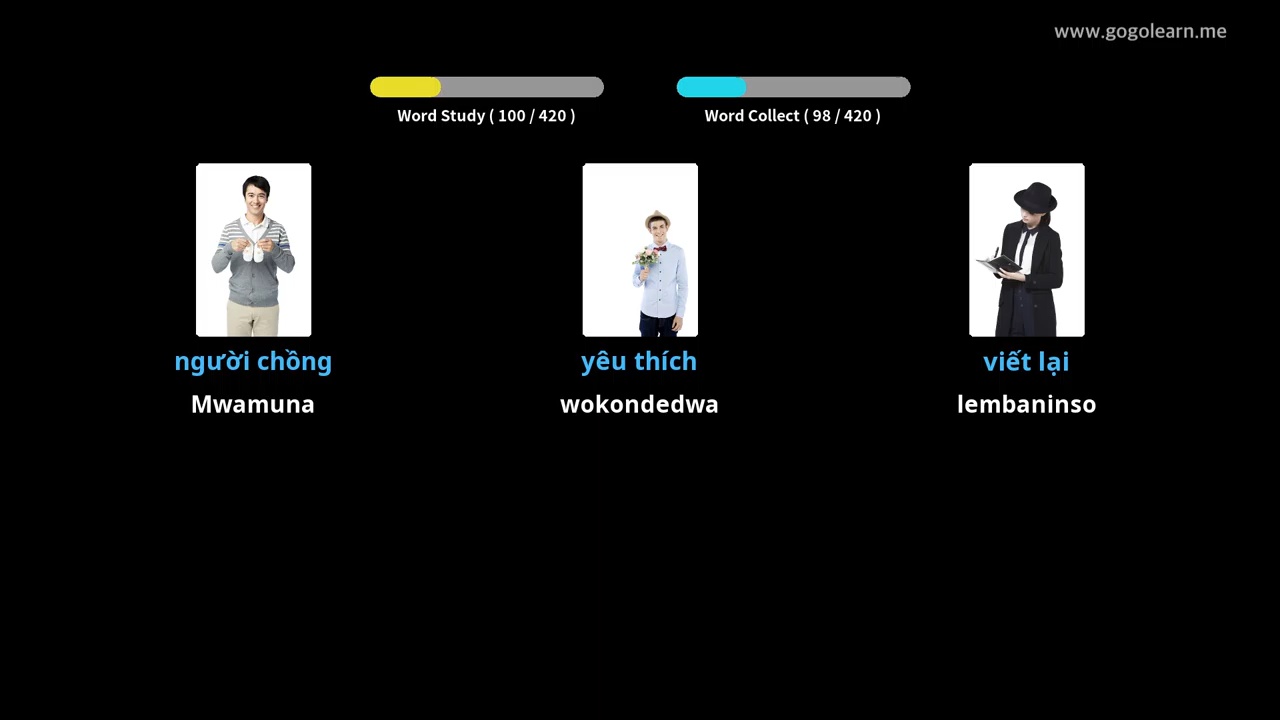 www.gogolearn.me
Word Study ( 100 / 420 )
Word Collect ( 98 / 420 )
người chồng
yêu thích
viết lại
Mwamuna
wokondedwa
lembaninso